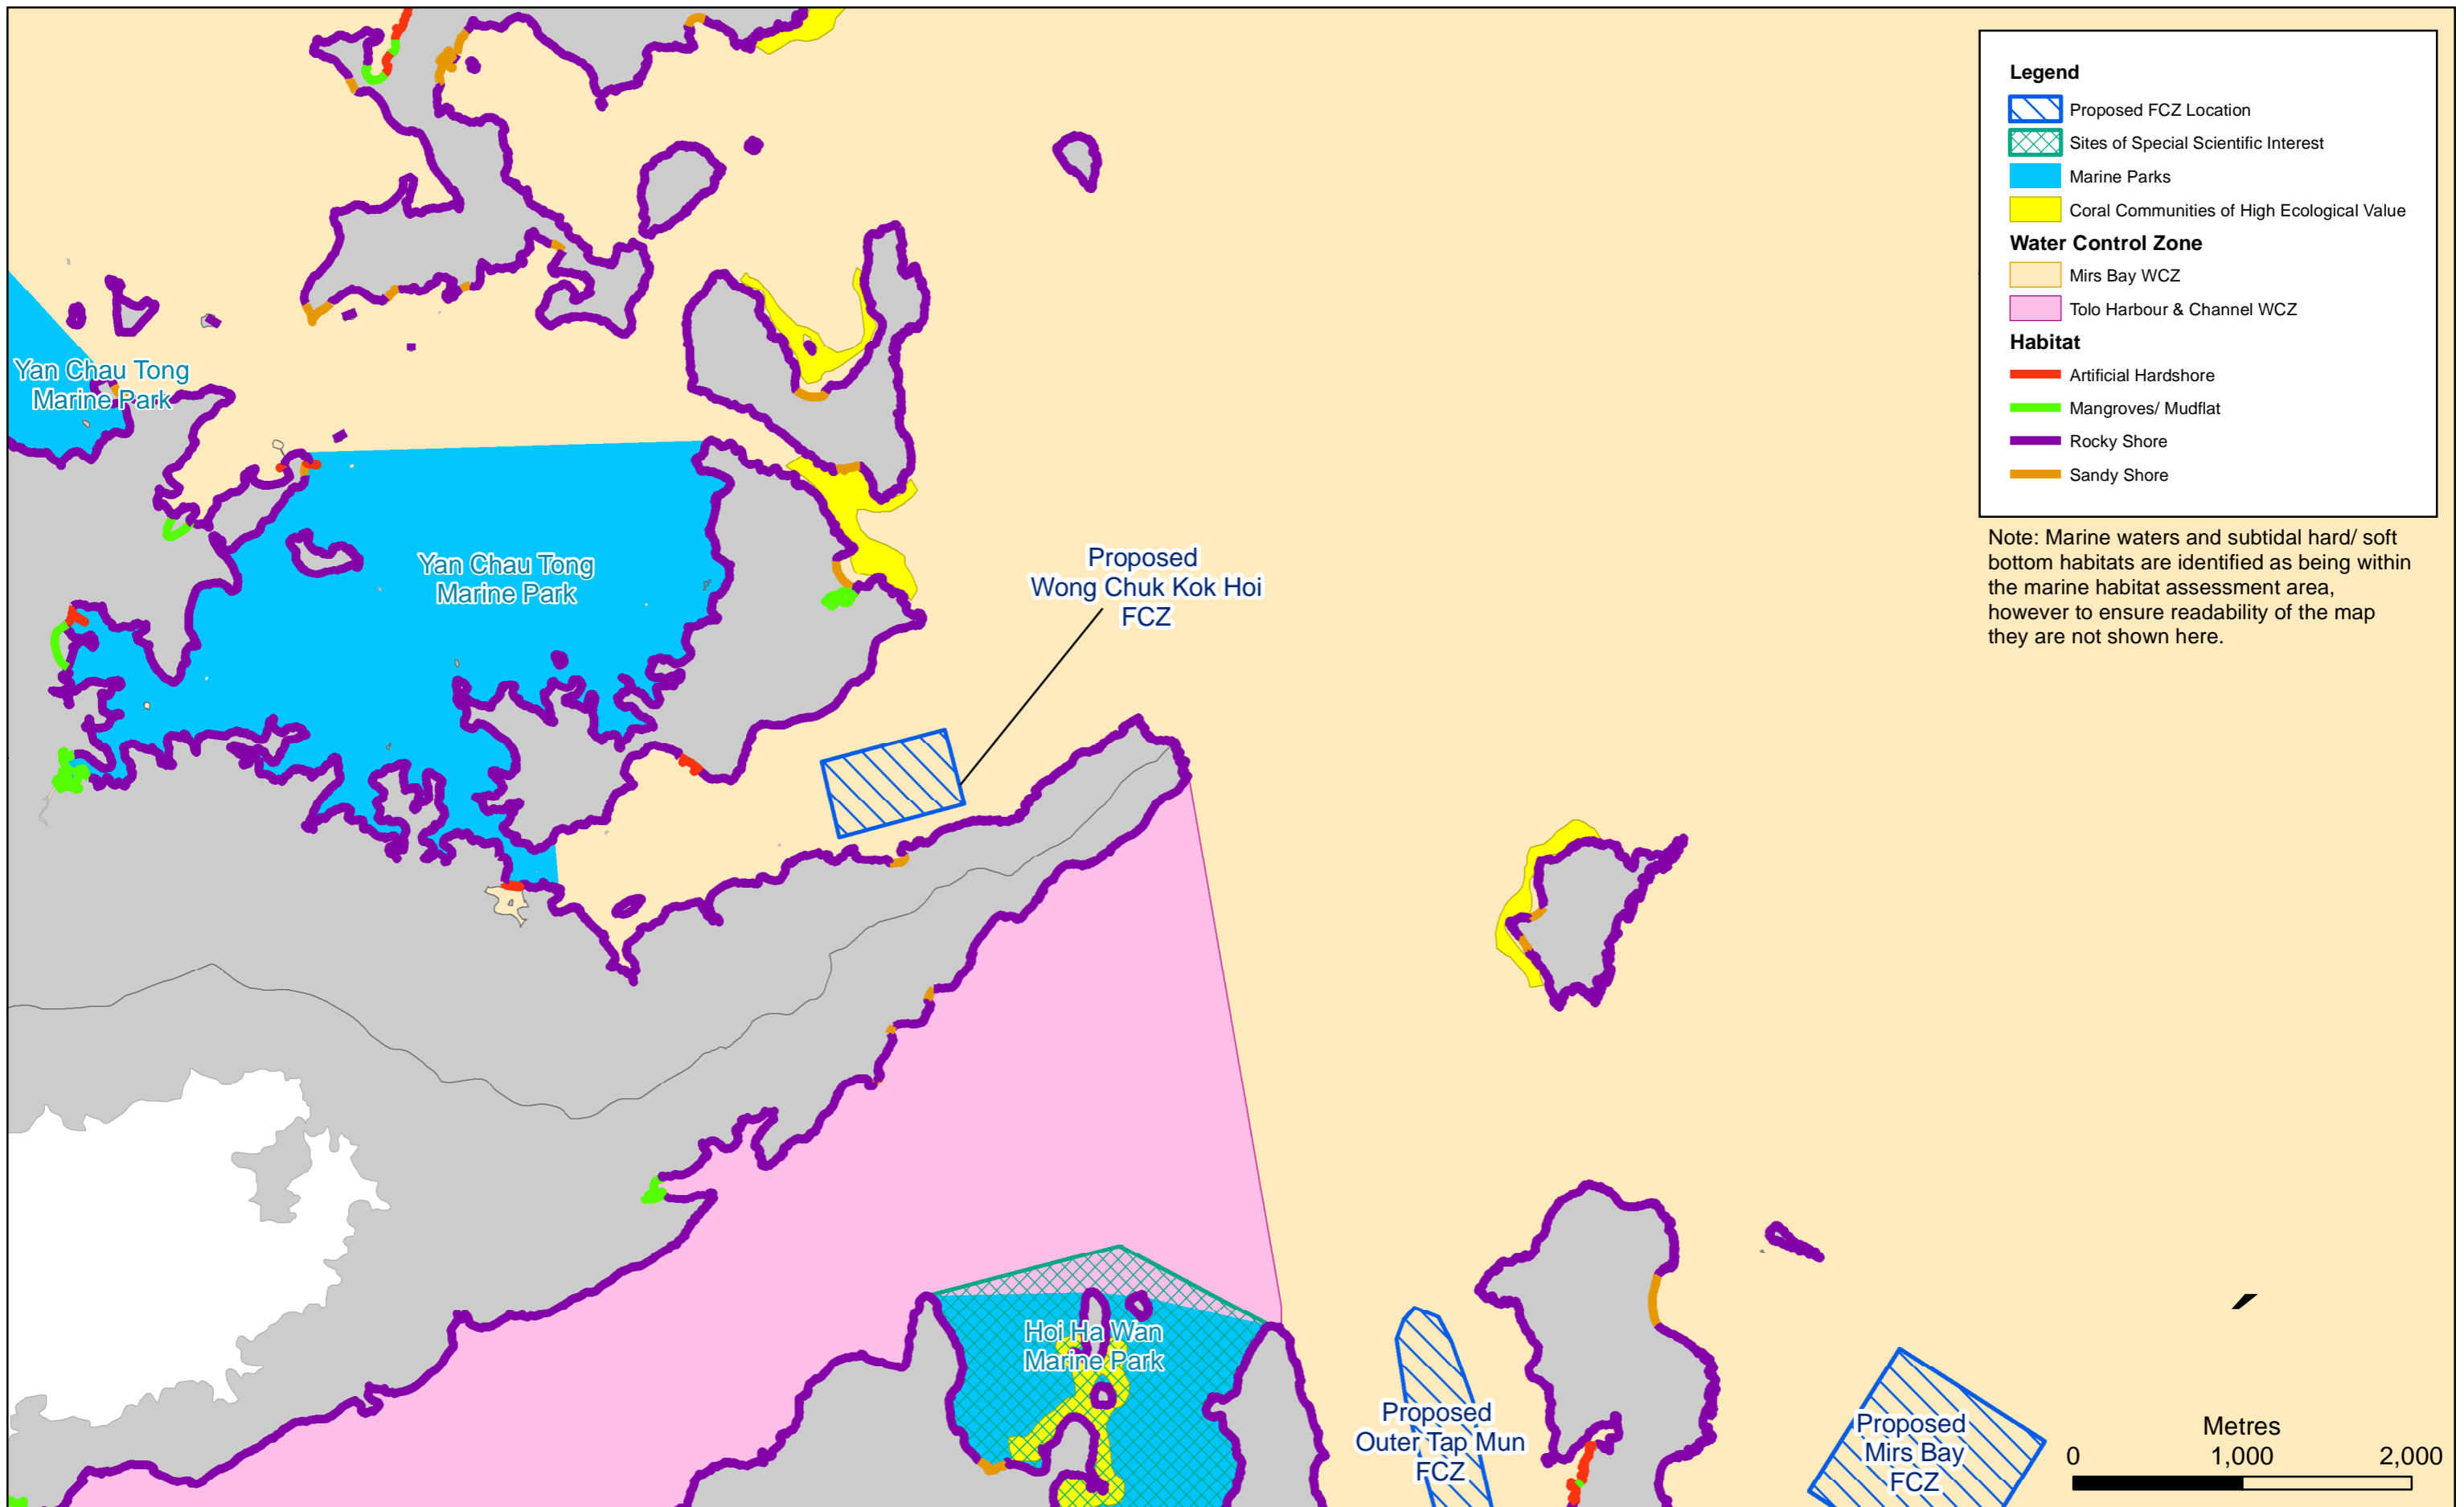 Legend
Proposed FCZ Location
Sites of Special Scientific Interest
Marine Parks
Coral Communities of High Ecological Value
Water Control Zone
Mirs Bay WCZ
Tolo Harbour & Channel WCZ
Habitat
Artificial Hardshore
Mangroves/ Mudflat
Rocky Shore
Sandy Shore
Note: Marine waters and subtidal hard/ soft
bottom habitats are identified as being within
the marine habitat assessment area,
however to ensure readability of the map
they are not shown here.
Yan Chau Tong
Marine Park
Yan Chau Tong
Marine Park
Proposed
Wong Chuk Kok Hoi
FCZ
Hoi Ha Wan
Marine Park
Proposed
Outer Tap Mun
FCZ
Proposed
Mirs Bay
FCZ
Metres
0 1,000 2,000